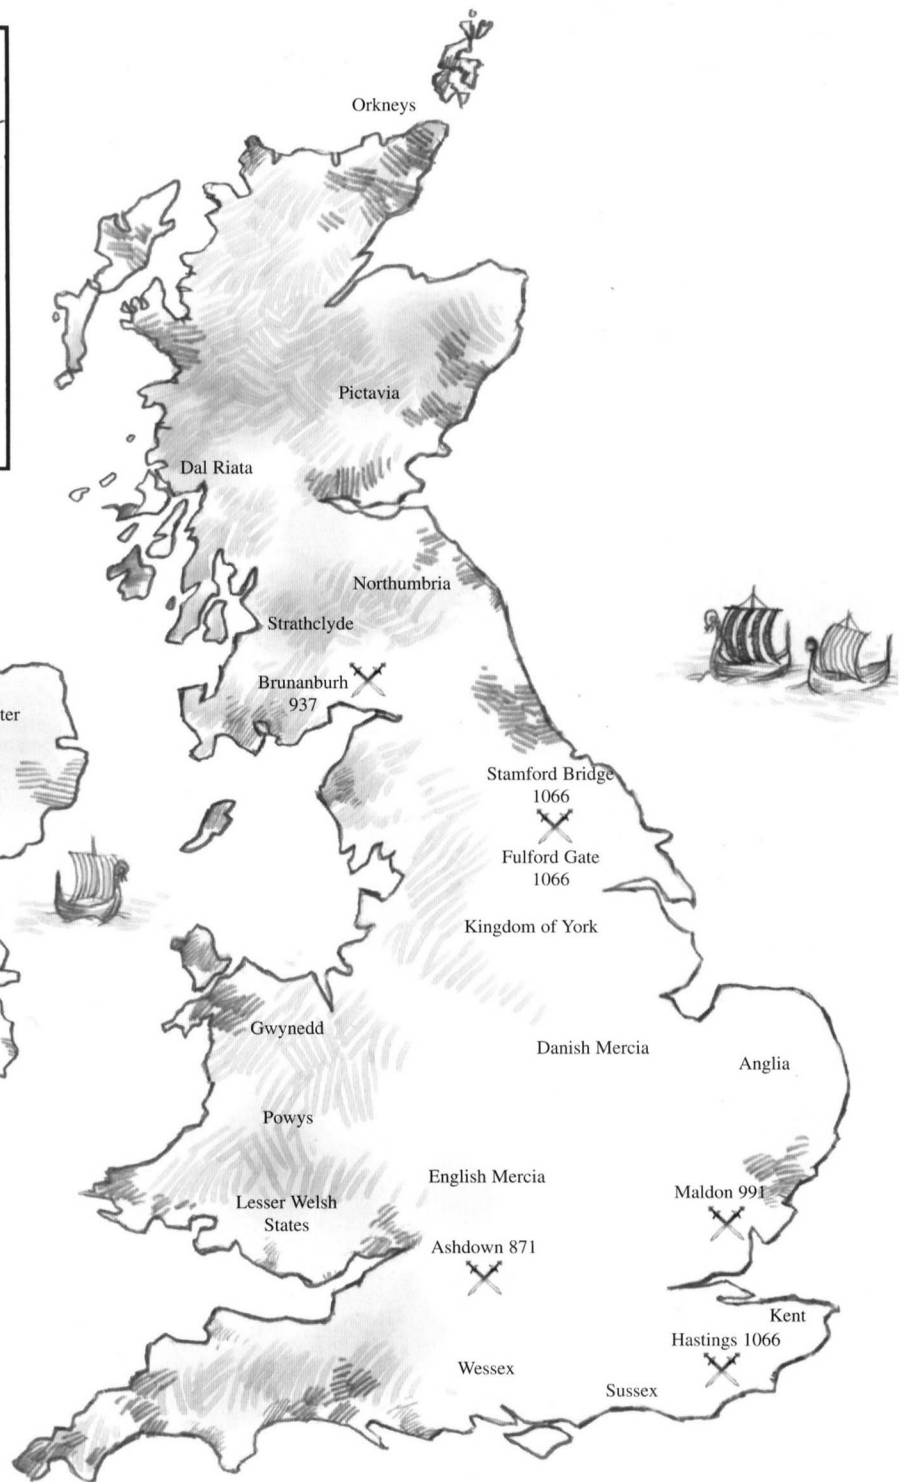 Orkneys
Pictavia
Dal Riata
Northumbria
Strathclyde
Brunanburh
937
ter
Stamford Bridge
1066
Fulford Gate
1066
Kingdom of York
Gwynedd
Danish Mercia
Anglia
Powys
English Mercia
Maldon 991
Lesser Welsh
States
Ashdown 871
Kent
Hastings 1066
Wessex
Sussex